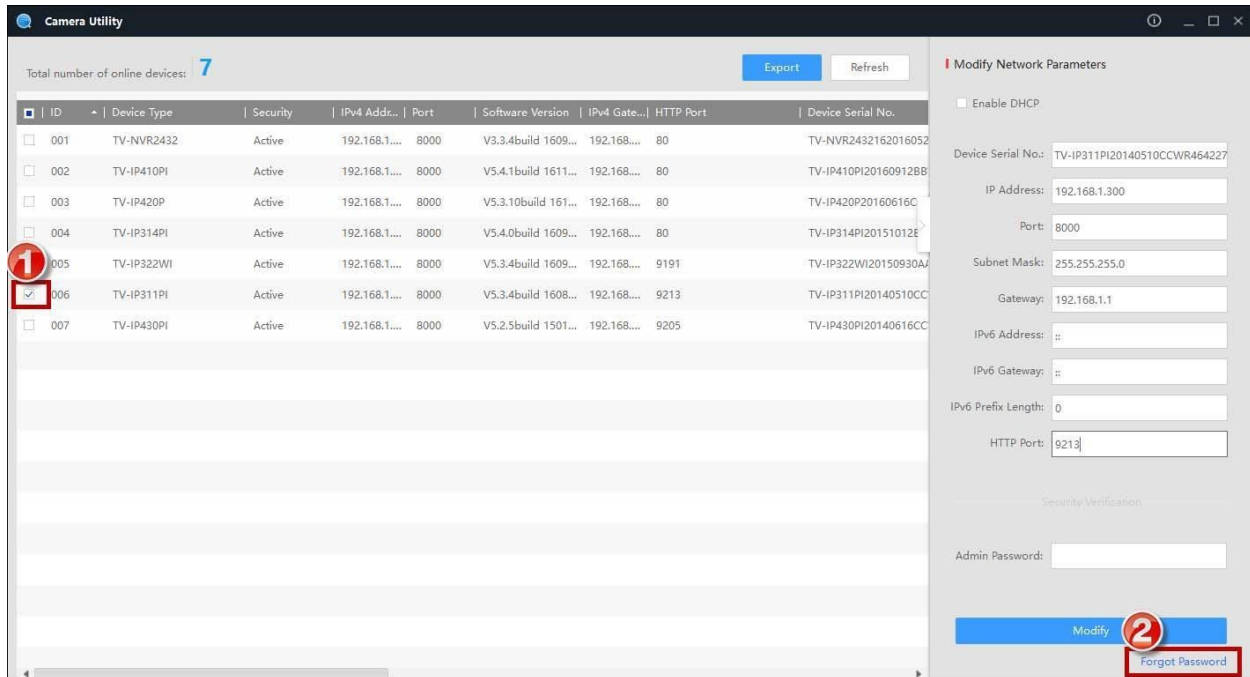 Camera Utility
Total number of online devices: 7
Export
Refresh
ID | Device Type | Security | IPv4 Addr... | Port | Software Version | IPv4 Gate... | HTTP Port | Device Serial No.
001 TV-NVR2432 Active 192.168.1.... 8000 V3.3.4build 1609... 192.168.... 80 TV-NVR2432162016052
002 TV-IP410PI Active 192.168.1.... 8000 V5.4.1build 1611... 192.168.... 80 TV-IP410PI20160912BB
003 TV-IP420P Active 192.168.1.... 8000 V5.3.10build 161... 192.168.... 80 TV-IP420P20160616C
004 TV-IP314PI Active 192.168.1.... 8000 V5.4.0build 1609... 192.168.... 80 TV-IP314PI20151012
1
005 TV-IP322WI Active 192.168.1.... 8000 V5.3.4build 1609... 192.168.... 9191 TV-IP322WI20150930AA
006 TV-IP311PI Active 192.168.1.... 8000 V5.3.4build 1608... 192.168.... 9213 TV-IP311PI20140510CC
007 TV-IP430PI Active 192.168.1.... 8000 V5.2.5build 1501... 192.168.... 9205 TV-IP430PI20140616CC
Modify Network Parameters
Enable DHCP
Device Serial No.: TV-IP311PI20140510CCWR464227
IP Address: 192.168.1.300
Port: 8000
Subnet Mask: 255.255.255.0
Gateway: 192.168.1.1
IPv6 Address: ::
IPv6 Gateway: ::
IPv6 Prefix Length: 0
HTTP Port: 9213
Security Verification
Admin Password:
Modify
2
Forgot Password